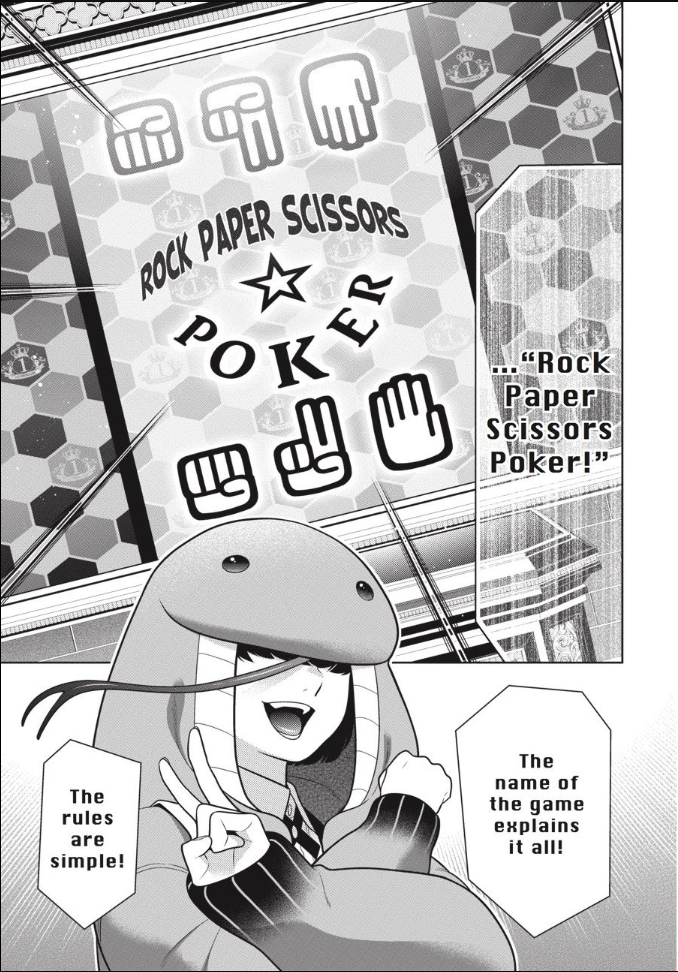 ROCK PAPER SCISSORS
POKER
..."Rock
Paper
Scissors
Poker!"
The
name of
the game
explains
it all!
The
rules
are
simple!